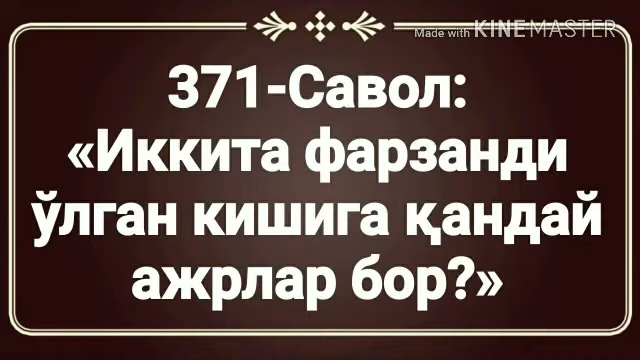 Made with KINEMASTER
371-Савол:
«Иккита фарзанди
ўлган кишига қандай
ажрлар бор?»